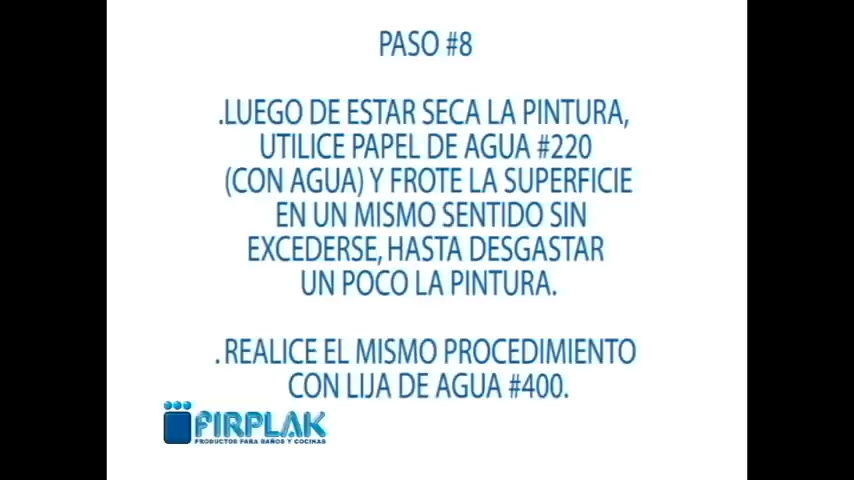 PASO #8
.LUEGO DE ESTAR SECA LA PINTURA,
UTILICE PAPEL DE AGUA #220
(CON AGUA) Y FROTE LA SUPERFICIE
EN UN MISMO SENTIDO SIN
EXCEDERSE, HASTA DESGASTAR
UN POCO LA PINTURA.
. REALICE EL MISMO PROCEDIMIENTO
CON LIJA DE AGUA #400.
FIRPLAK
PRODUCTOS PARA BAÑOS Y COCINAS